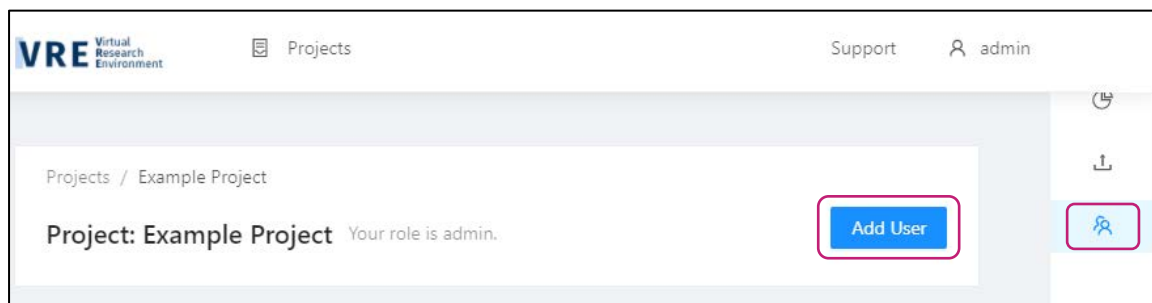 VRE Virtual
Research
Environment
Projects
Support
admin
Projects / Example Project
Project: Example Project Your role is admin.
Add User